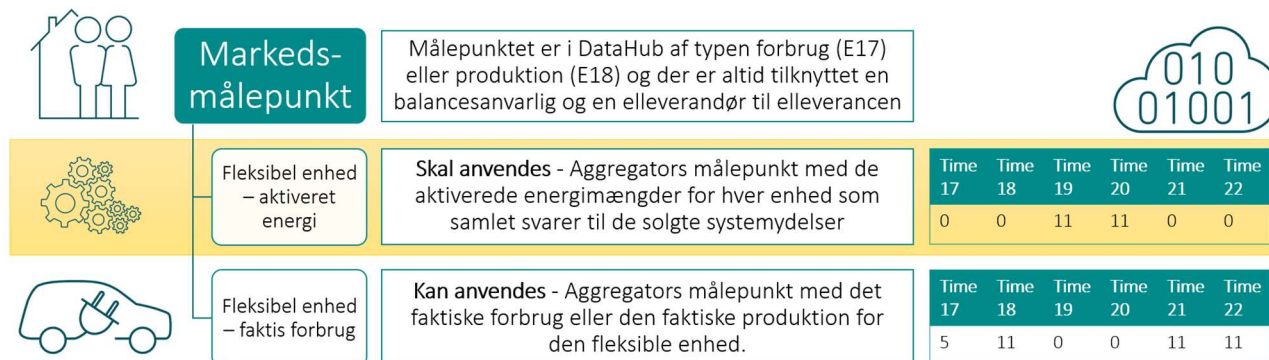 Markeds-
målepunkt
Målepunktet er i DataHub af typen forbrug (E17)
eller produktion (E18) og der er altid tilknyttet en
balancesanvarlig og en elleverandør til elleverancen
010
01001
Fleksibel enhed
– aktiveret
energi
Skal anvendes - Aggregators målepunkt med de
aktiverede energimængder for hver enhed som
samlet svarer til de solgte systemydelser
Time Time Time Time Time Time
17 18 19 20 21 22
0 0 11 11 0 0
Fleksibel enhed
– faktis forbrug
Kan anvendes - Aggregators målepunkt med det
faktiske forbrug eller den faktiske produktion for
den fleksible enhed.
Time Time Time Time Time Time
17 18 19 20 21 22
5 11 0 0 11 11